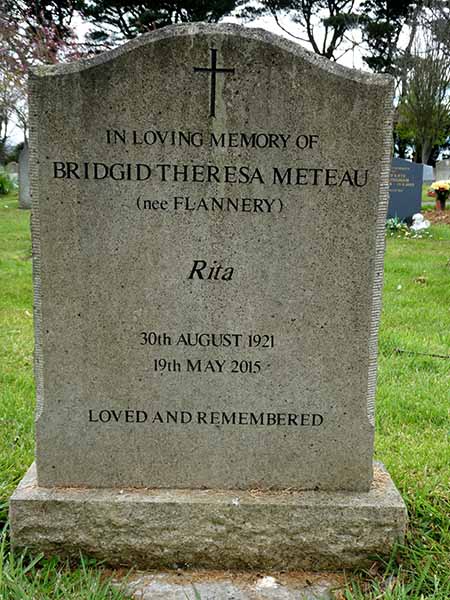 IN LOVING MEMORY OF
BRIDGID THERESA METEAU
(nee FLANNERY)
Rita
30th AUGUST 1921
19th MAY 2015
LOVED AND REMEMBERED